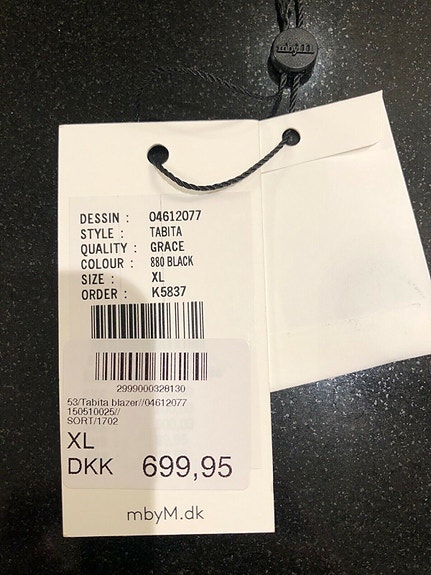 mbyM
DESSIN : 04612077
STYLE : TABITA
QUALITY : GRACE
COLOUR : 880 BLACK
SIZE : XL
ORDER : K5837
2999000328130
53/Tabita blazer//04612077
150510025//
SORT/1702
XL
DKK 699,95
mbyM.dk